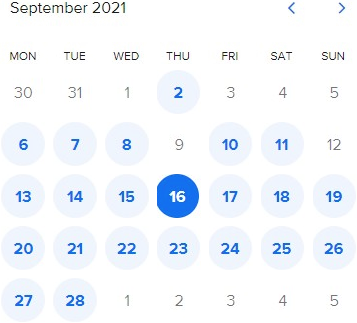 September 2021
MON TUE WED THU FRI SAT SUN
30 31 1 2 3 4 5
6 7 8 9 10 11 12
13 14 15 16 17 18 19
20 21 22 23 24 25 26
27 28 1 2 3 4 5